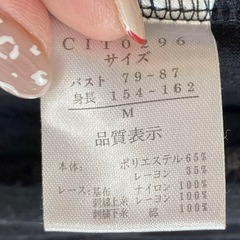 CI10296
サイズ
バスト 79-87
身長 154~162
M
品質表示
本体: ポリエステル 65%
レーヨン 35%
レース: 基布 ナイロン 100%
刺繍上糸 レーヨン 100%
刺繍下糸 綿 100%